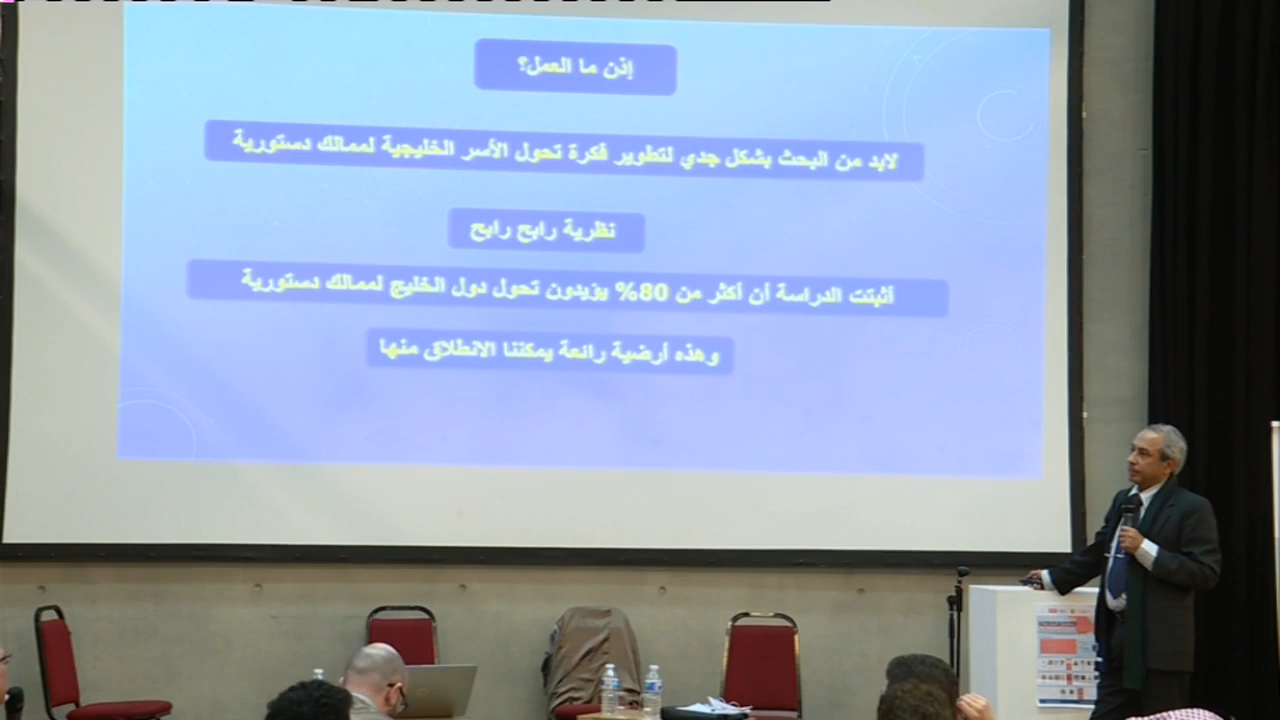 إذن ما العمل؟
لابد من البحث بشكل جدي لتطوير فكرة تحول الأسر الخليجية لممالك دستورية
نظرية رابح رابح
أثبتت الدراسة أن أكثر من 80% يؤيدون تحول دول الخليج لممالك دستورية
وهذه أرضية رائعة يمكننا الانطلاق منها